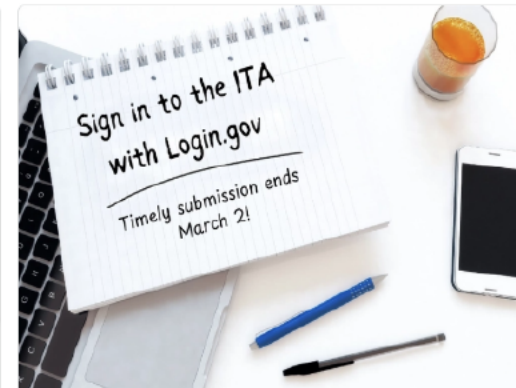 Sign in to the ITA
with Login.gov
Timely submission ends
March 2!